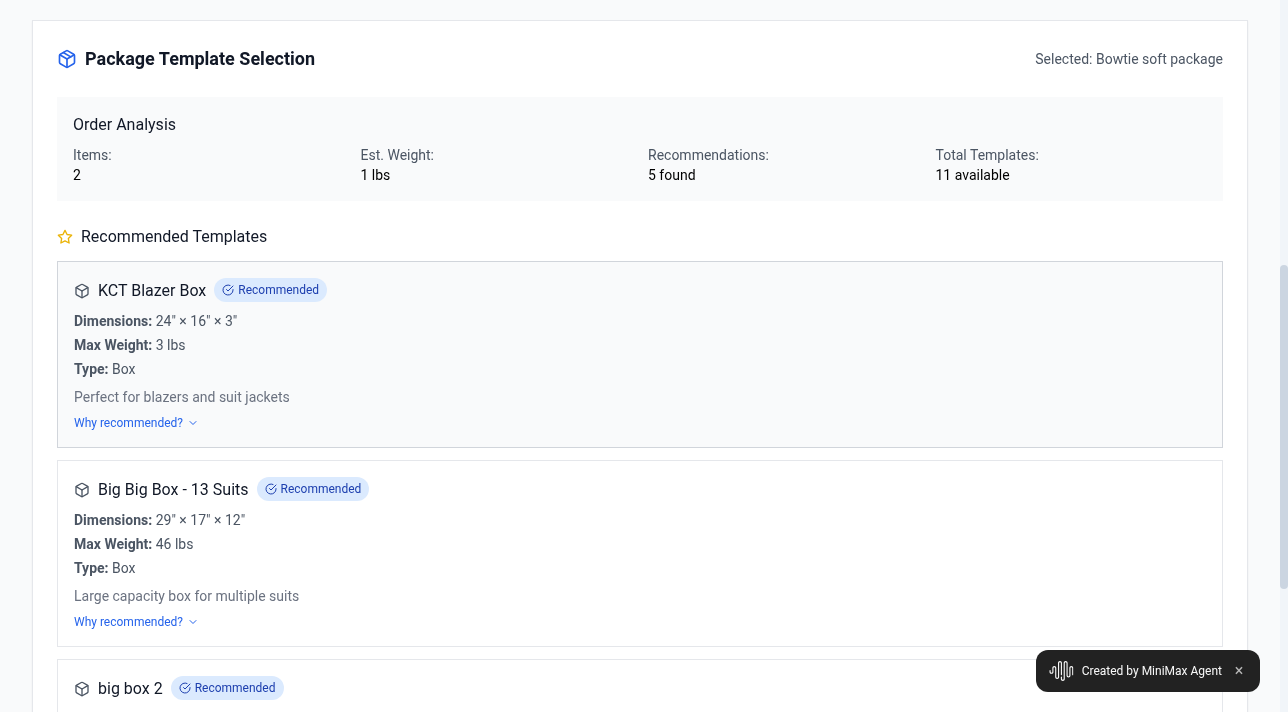 Package Template Selection
Selected: Bowtie soft package
Order Analysis
Items:
2
Est. Weight:
1 lbs
Recommendations:
5 found
Total Templates:
11 available
Recommended Templates
KCT Blazer Box
Recommended
Dimensions: 24" × 16" × 3"
Max Weight: 3 lbs
Type: Box
Perfect for blazers and suit jackets
Why recommended?
Big Big Box - 13 Suits
Recommended
Dimensions: 29" × 17" × 12"
Max Weight: 46 lbs
Type: Box
Large capacity box for multiple suits
Why recommended?
big box 2
Recommended
Created by MiniMax Agent